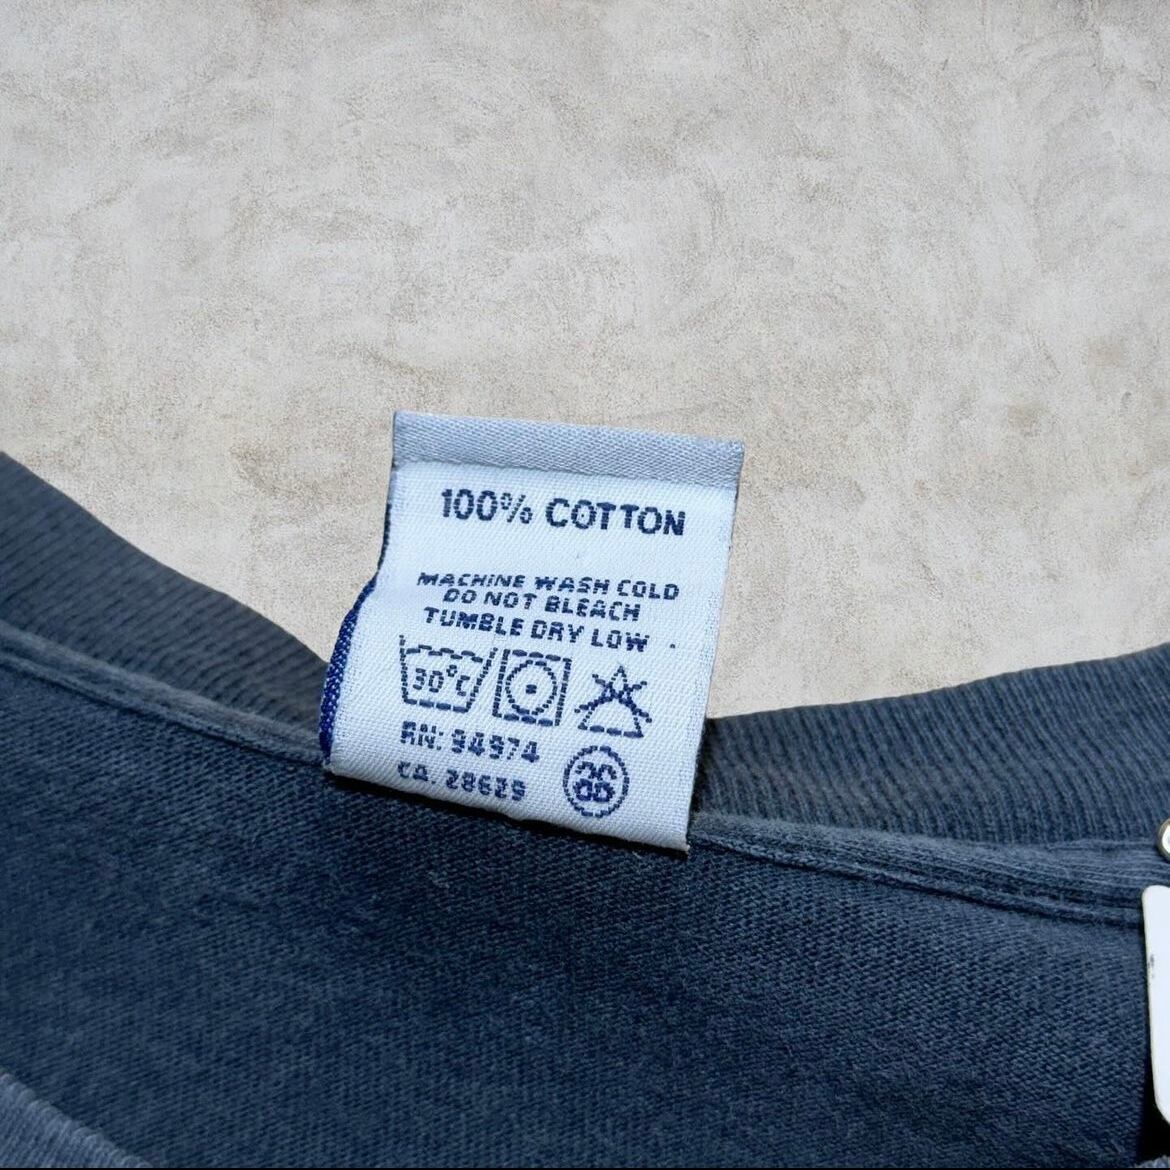 100% COTTON
MACHINE WASH COLD
DO NOT BLEACH
TUMBLE DRY LOW
30°C
RN: 94974
CA. 28629